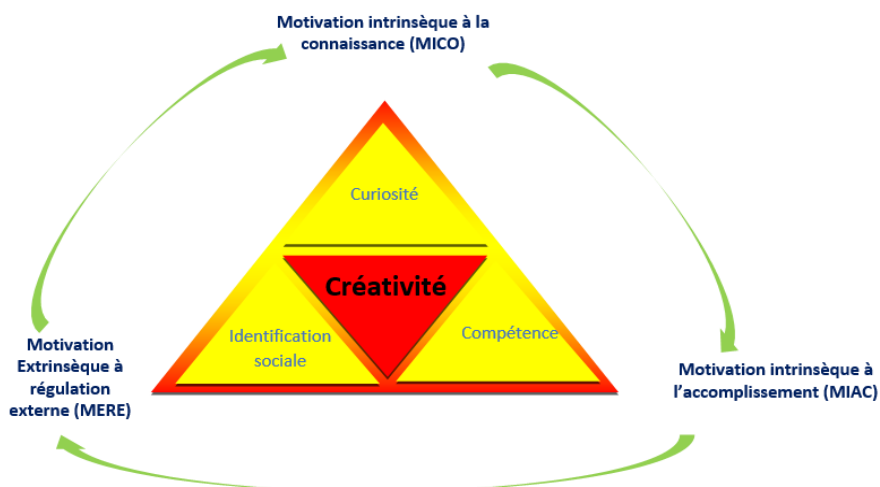 Motivation intrinsèque à la
connaissance (MICO)
Curiosité
Créativité
Identification
sociale
Compétence
Motivation
Extrinsèque à
régulation
externe (MERE)
Motivation intrinsèque à
l’accomplissement (MIAC)